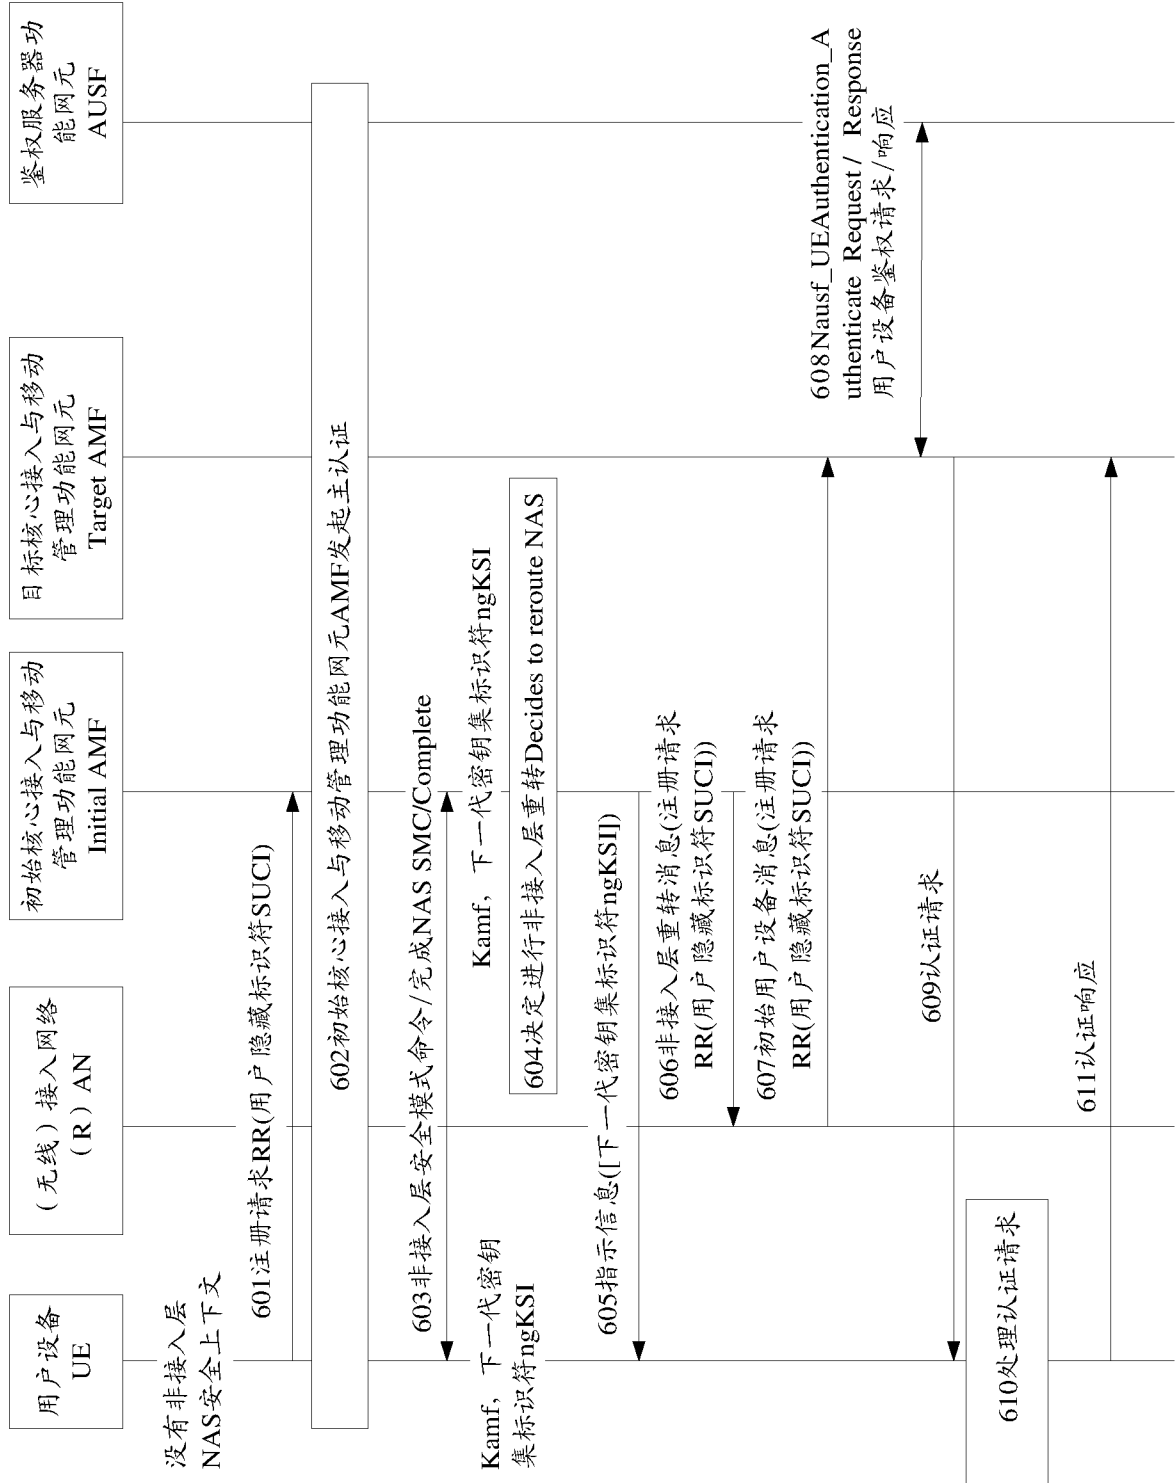 用户设备
UE
(无线)接入网络
(R)AN
初始核心接入与移动
管理功能网元
Initial AMF
目标核心接入与移动
管理功能网元
Target AMF
鉴权服务器功
能网元
AUSF
没有非接入层
NAS安全上下文
601注册请求RR(用户隐藏标识符SUCI)
602初始核心接入与移动管理功能网元AMF发起主认证
603非接入层安全模式命令/完成NAS SMC/Complete
Kamf，下一代密钥
集标识符ngKSI
Kamf，下一代密钥集标识符ngKSI
604决定进行非接入层重转Decides to reroute NAS
605指示信息([下一代密钥集标识符ngKSI])
606非接入层重转消息(注册请求
RR(用户隐藏标识符SUCI))
607初始用户设备消息(注册请求
RR(用户隐藏标识符SUCI))
608Nausf_UEAuthentication_A
uthenticate Request / Response
用户设备鉴权请求/响应
609认证请求
610处理认证请求
611认证响应